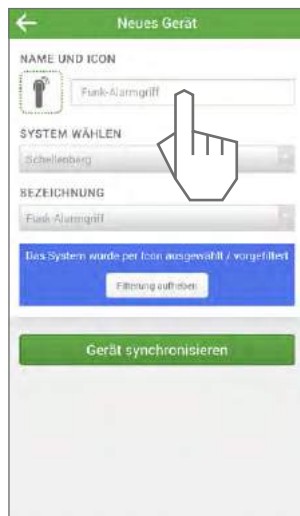 Neues Gerät
NAME UND ICON
Funk-Alarmgriff
SYSTEM WÄHLEN
Schellenberg
BEZEICHNUNG
Funk-Alarmgriff
Das System wurde per Icon ausgewählt / vorgefiltert
Filterung aufheben
Gerät synchronisieren